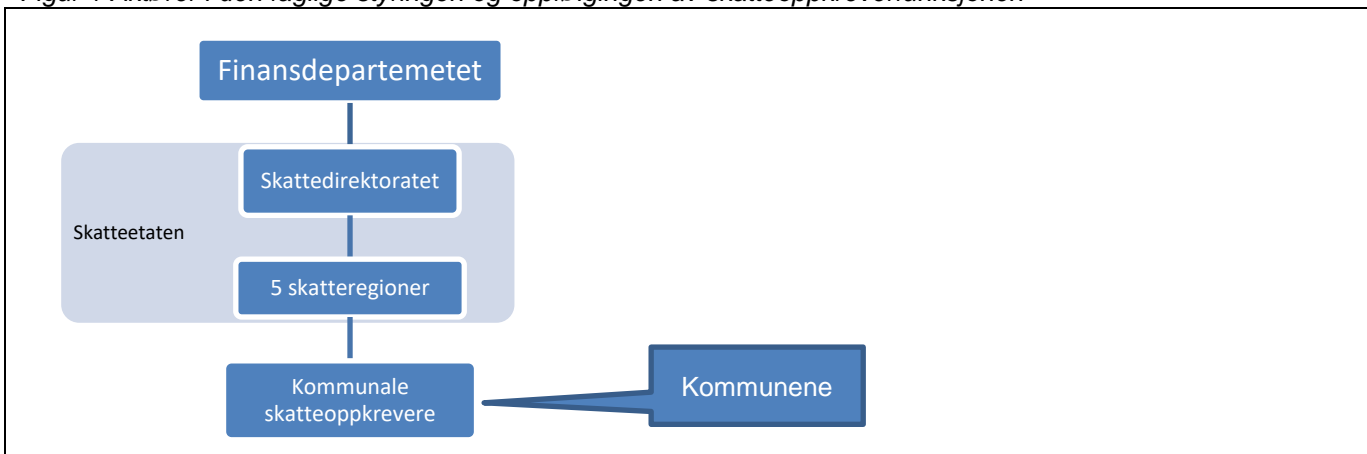 Finansdepartemetet
Skattedirektoratet
Skatteetaten
5 skatteregioner
Kommunale
skatteoppkrevere
Kommunene